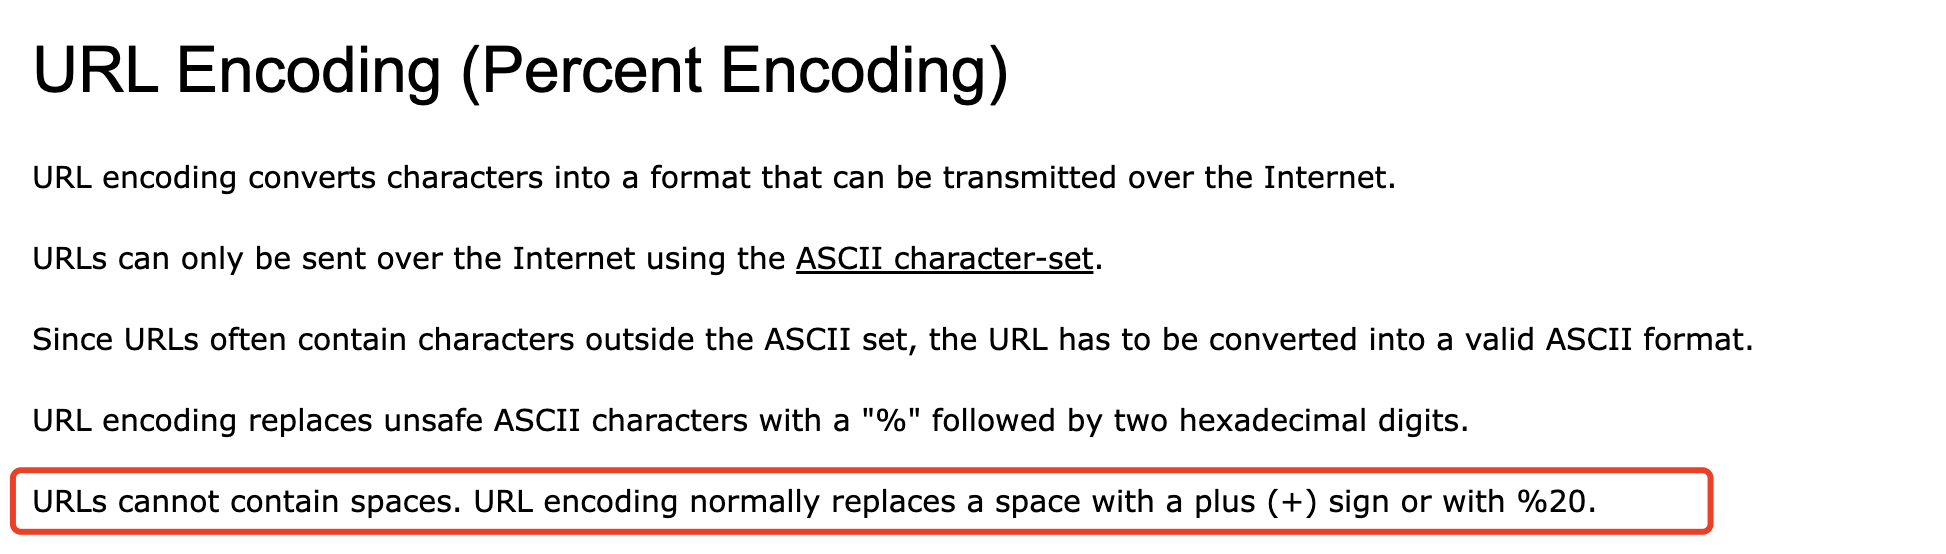 URL Encoding (Percent Encoding)
URL encoding converts characters into a format that can be transmitted over the Internet.
URLs can only be sent over the Internet using the ASCII character-set.
Since URLs often contain characters outside the ASCII set, the URL has to be converted into a valid ASCII format.
URL encoding replaces unsafe ASCII characters with a "%" followed by two hexadecimal digits.
URLs cannot contain spaces. URL encoding normally replaces a space with a plus (+) sign or with %20.